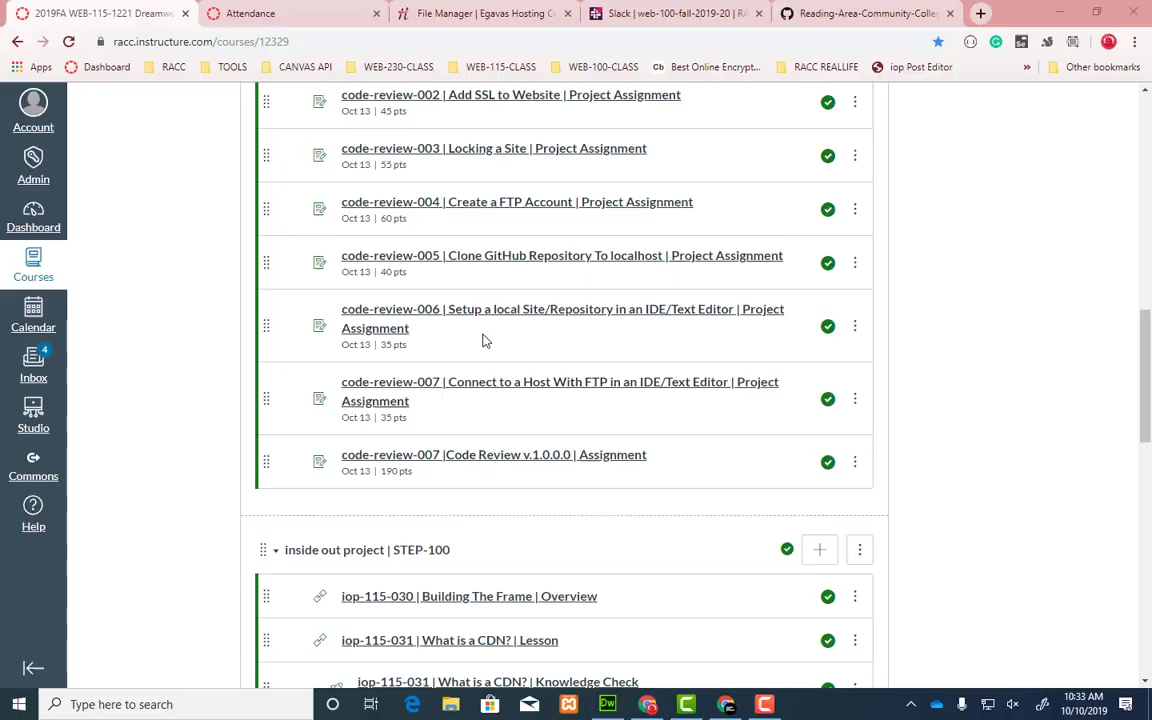 2019FA WEB-115-1221 Dreamwe
Attendance
File Manager | Egavas Hosting Ce
Slack | web-100-fall-2019-20 | RA
Reading-Area-Community-Colleg
racc.instructure.com/courses/12329
Apps
Dashboard
RACC
TOOLS
CANVAS API
WEB-230-CLASS
WEB-115-CLASS
WEB-100-CLASS
Cb
Best Online Encrypt...
RACC REALLIFE
iop Post Editor
»
Other bookmarks
Account
Admin
Dashboard
Courses
Calendar
4
Inbox
Studio
Commons
Help
code-review-002 | Add SSL to Website | Project Assignment
Oct 13 | 45 pts
code-review-003 | Locking a Site | Project Assignment
Oct 13 | 55 pts
code-review-004 | Create a FTP Account | Project Assignment
Oct 13 | 60 pts
code-review-005 | Clone GitHub Repository To localhost | Project Assignment
Oct 13 | 40 pts
code-review-006 | Setup a local Site/Repository in an IDE/Text Editor | Project
Assignment
Oct 13 | 35 pts
code-review-007 | Connect to a Host With FTP in an IDE/Text Editor | Project
Assignment
Oct 13 | 35 pts
code-review-007 |Code Review v.1.0.0.0 | Assignment
Oct 13 | 190 pts
inside out project | STEP-100
iop-115-030 | Building The Frame | Overview
iop-115-031 | What is a CDN? | Lesson
iop-115-031 | What is a CDN? | Knowledge Check
Type here to search
Dw
10:33 AM
10/10/2019